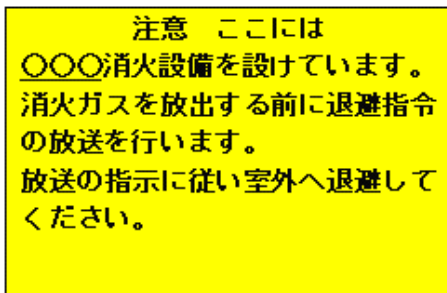 注意　ここには
〇〇〇消火設備を設けています。
消火ガスを放出する前に退避指令
の放送を行います。
放送の指示に従い室外へ退避して
ください。